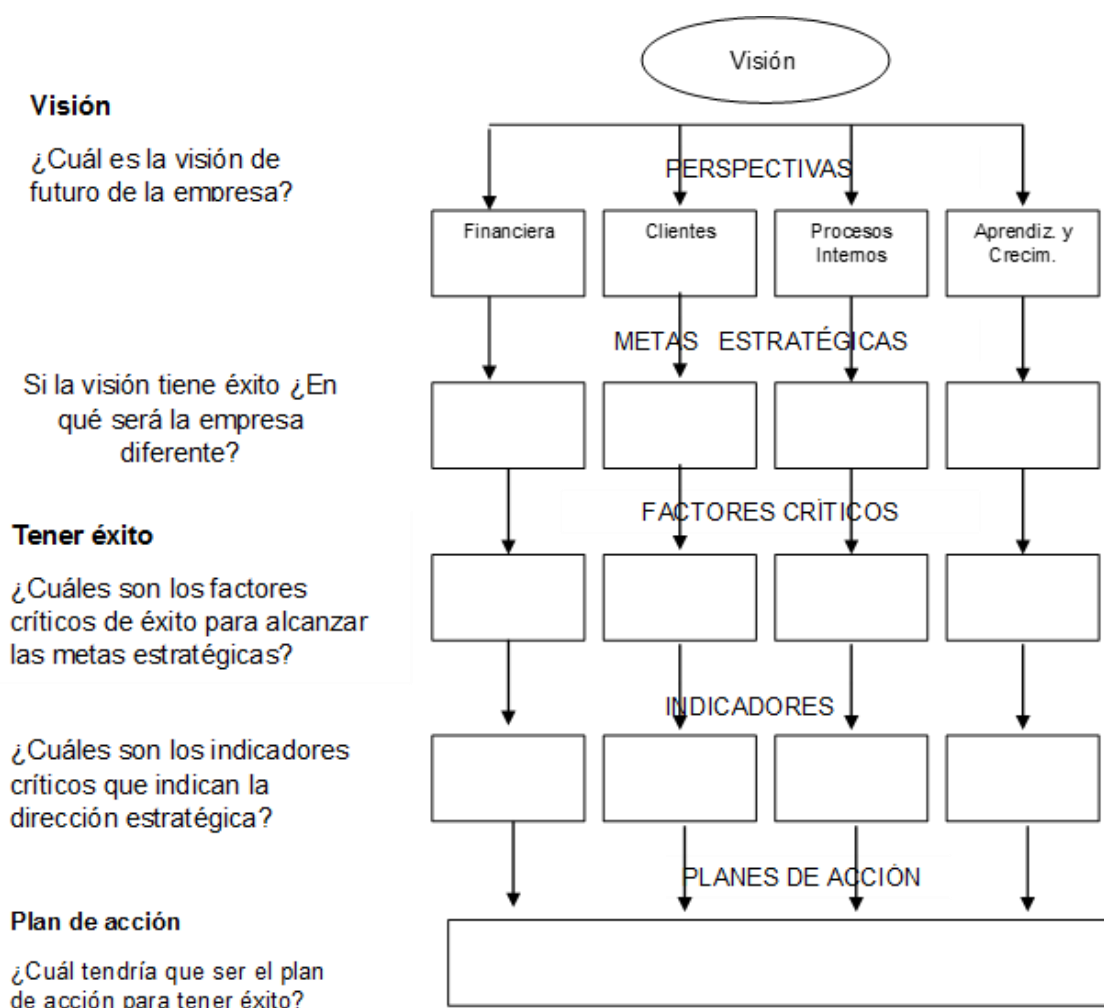 Visión
Visión
¿Cuál es la visión de
futuro de la empresa?
PERSPECTIVAS
Financiera
Clientes
Procesos
Internos
Aprendiz. y
Crecim.
METAS ESTRATÉGICAS
Si la visión tiene éxito ¿En
qué será la empresa
diferente?
FACTORES CRÍTICOS
Tener éxito
¿Cuáles son los factores
críticos de éxito para alcanzar
las metas estratégicas?
INDICADORES
¿Cuáles son los indicadores
críticos que indican la
dirección estratégica?
PLANES DE ACCIÓN
Plan de acción
¿Cuál tendría que ser el plan
de acción para tener éxito?